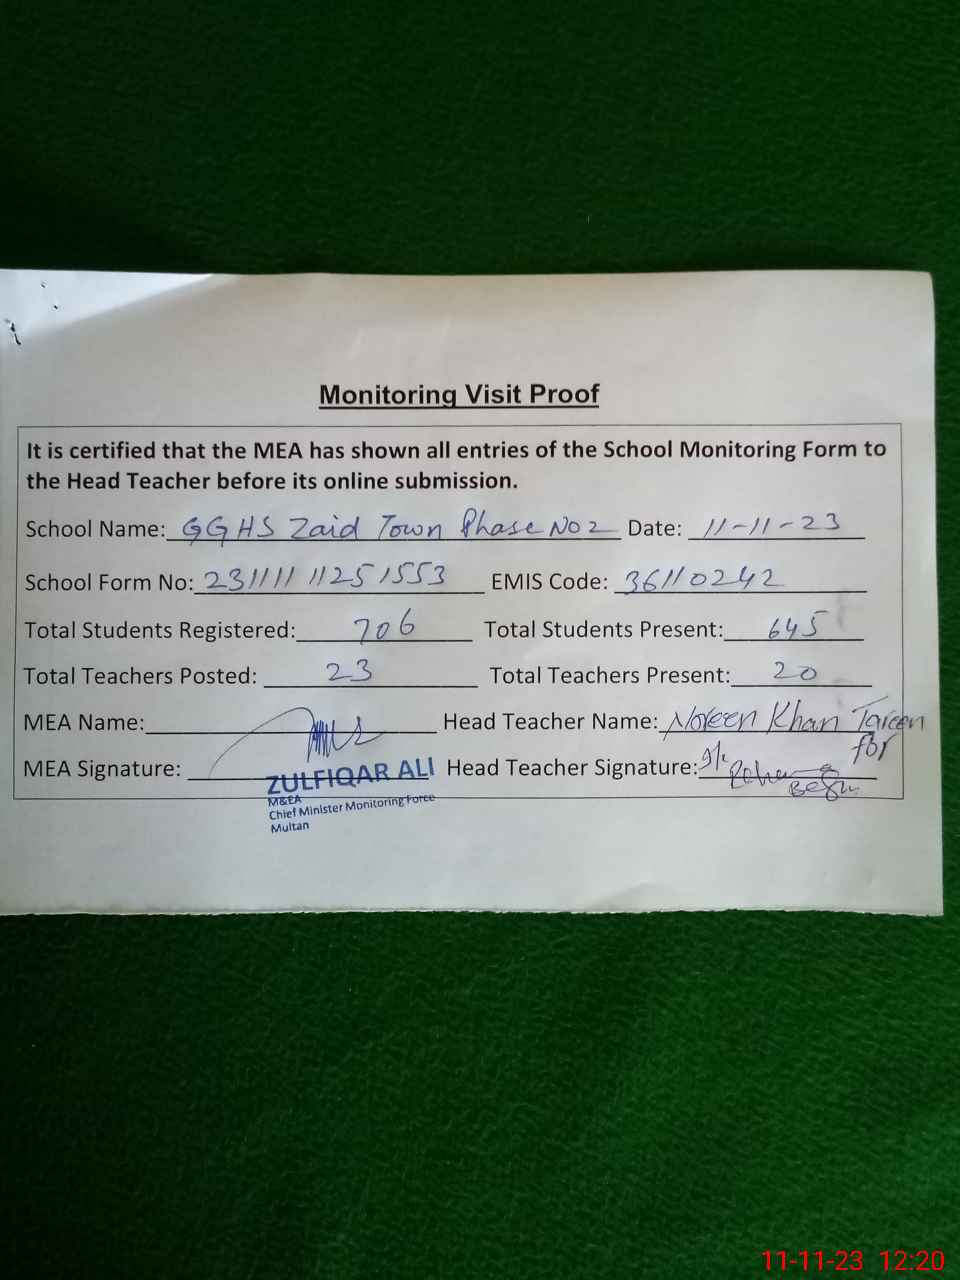 Monitoring Visit Proof
It is certified that the MEA has shown all entries of the School Monitoring Form to
the Head Teacher before its online submission.
School Name: GGHS Zaid Town Phase No 2 Date: 11-11-23
School Form No: 231111 11251553 EMIS Code: 36110242
Total Students Registered: 706 Total Students Present: 645
Total Teachers Posted: 23 Total Teachers Present: 20
MEA Name: Head Teacher Name: Noreen Khan Tareen
for
MEA Signature: Head Teacher Signature:
ZULFIQAR ALI
M&EA
Chief Minister Monitoring Force
Multan
11-11-23 12:20